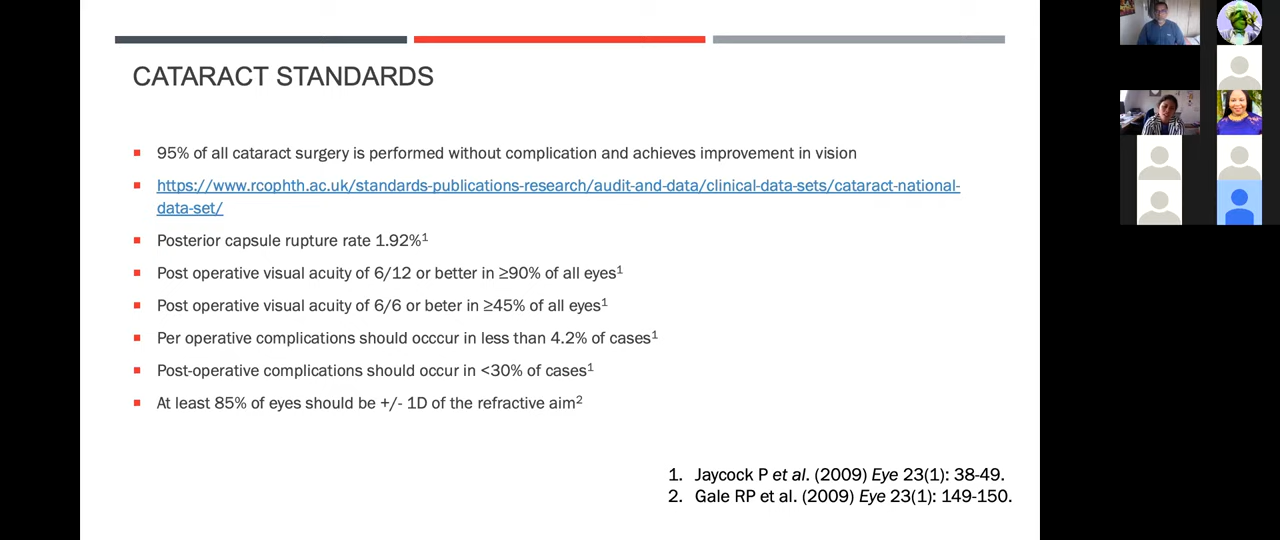 CATARACT STANDARDS
95% of all cataract surgery is performed without complication and achieves improvement in vision
https://www.rcophth.ac.uk/standards-publications-research/audit-and-data/clinical-data-sets/cataract-national-
data-set/
Posterior capsule rupture rate 1.92%¹
Post operative visual acuity of 6/12 or better in ≥90% of all eyes¹
Post operative visual acuity of 6/6 or beter in ≥45% of all eyes¹
Per operative complications should occcur in less than 4.2% of cases¹
Post-operative complications should occur in <30% of cases¹
At least 85% of eyes should be +/- 1D of the refractive aim²
1. Jaycock P et al. (2009) Eye 23(1): 38-49.
2. Gale RP et al. (2009) Eye 23(1): 149-150.